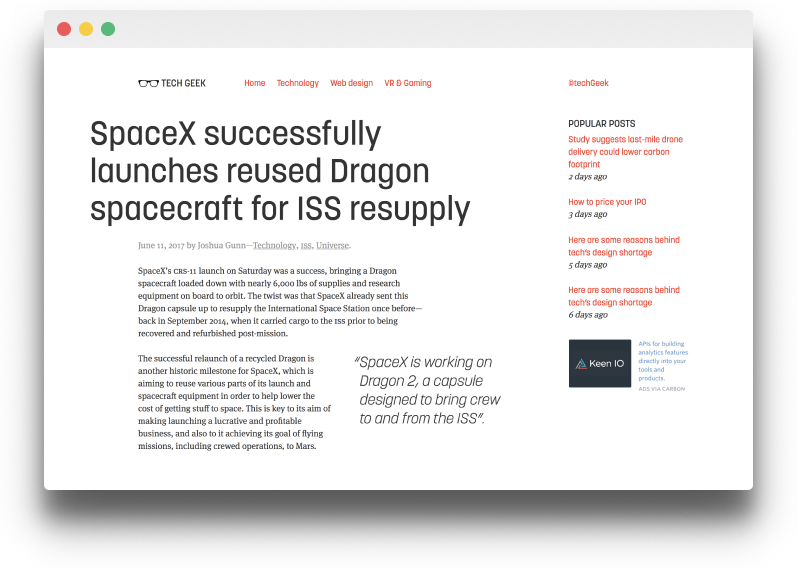 TECH GEEK
Home Technology Web design VR & Gaming
@techGeek
SpaceX successfully
launches reused Dragon
spacecraft for ISS resupply
June 11, 2017 by Joshua Gunn—Technology, ISS, Universe.
SpaceX's CRS-11 launch on Saturday was a success, bringing a Dragon
spacecraft loaded down with nearly 6,000 lbs of supplies and research
equipment on board to orbit. The twist was that SpaceX already sent this
Dragon capsule up to resupply the International Space Station once before—
back in September 2014, when it carried cargo to the ISS prior to being
recovered and refurbished post-mission.
The successful relaunch of a recycled Dragon is
another historic milestone for SpaceX, which is
aiming to reuse various parts of its launch and
spacecraft equipment in order to help lower the
cost of getting stuff to space. This is key to its aim of
making launching a lucrative and profitable
business, and also to it achieving its goal of flying
missions, including crewed operations, to Mars.
“SpaceX is working on
Dragon 2, a capsule
designed to bring crew
to and from the ISS”.
POPULAR POSTS
Study suggests last-mile drone
delivery could lower carbon
footprint
2 days ago
How to price your IPO
3 days ago
Here are some reasons behind
tech's design shortage
5 days ago
Here are some reasons behind
tech's design shortage
6 days ago
Keen IO
APIs for building
analytics features
directly into your
tools and
products.
ADS VIA CARBON